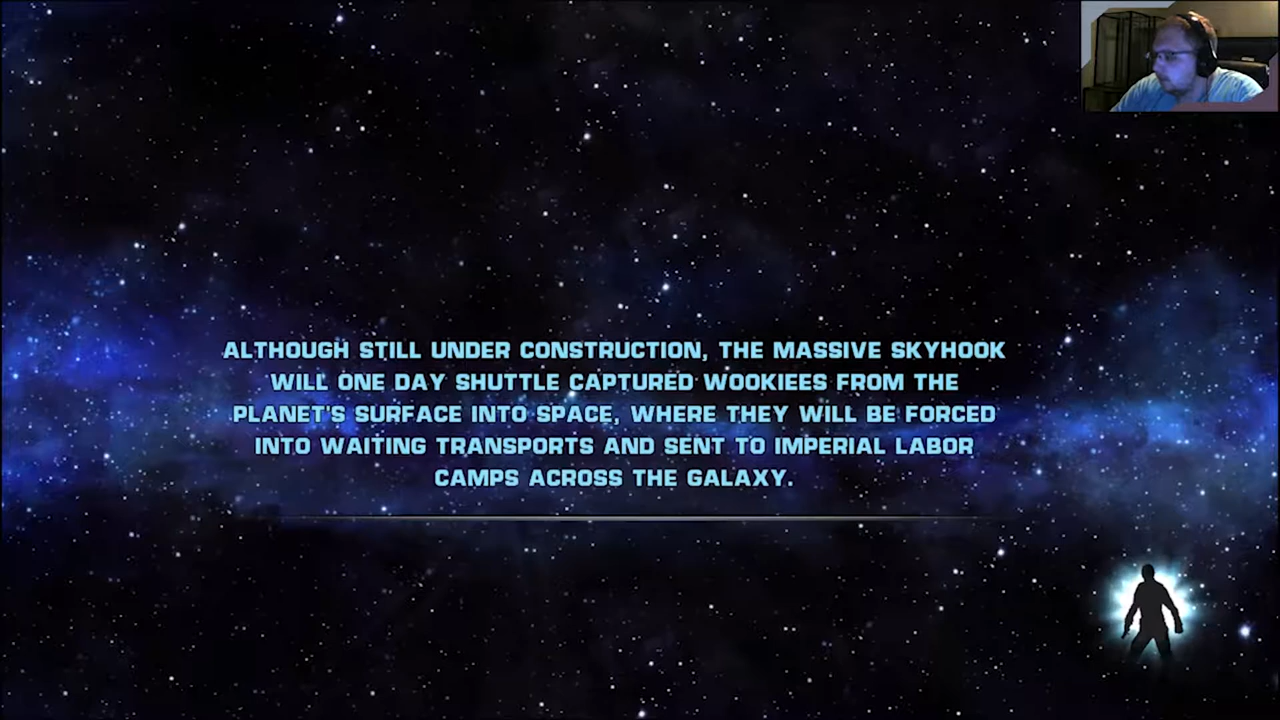 ALTHOUGH STILL UNDER CONSTRUCTION, THE MASSIVE SKYHOOK
WILL ONE DAY SHUTTLE CAPTURED WOOKIEES FROM THE
PLANET'S SURFACE INTO SPACE, WHERE THEY WILL BE FORCED
INTO WAITING TRANSPORTS AND SENT TO IMPERIAL LABOR
CAMPS ACROSS THE GALAXY.